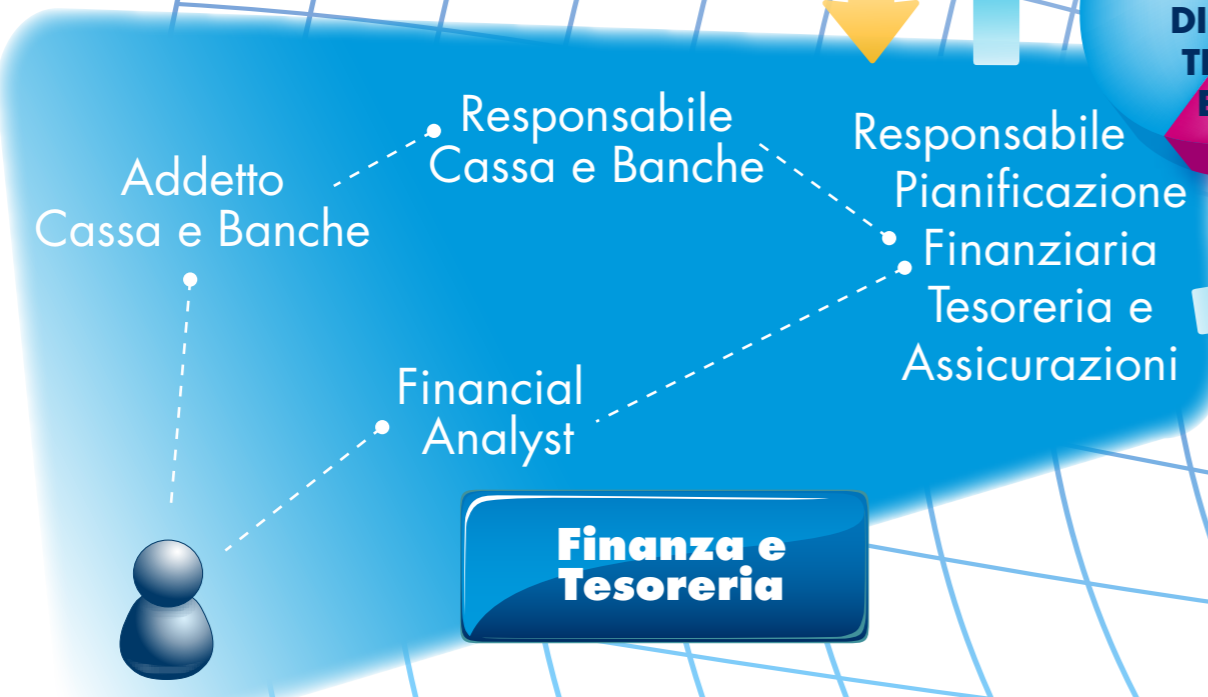 Addetto
Cassa e Banche
Responsabile
Cassa e Banche
Responsabile
Pianificazione
Finanziaria
Tesoreria e
Assicurazioni
Financial
Analyst
Finanza e
Tesoreria